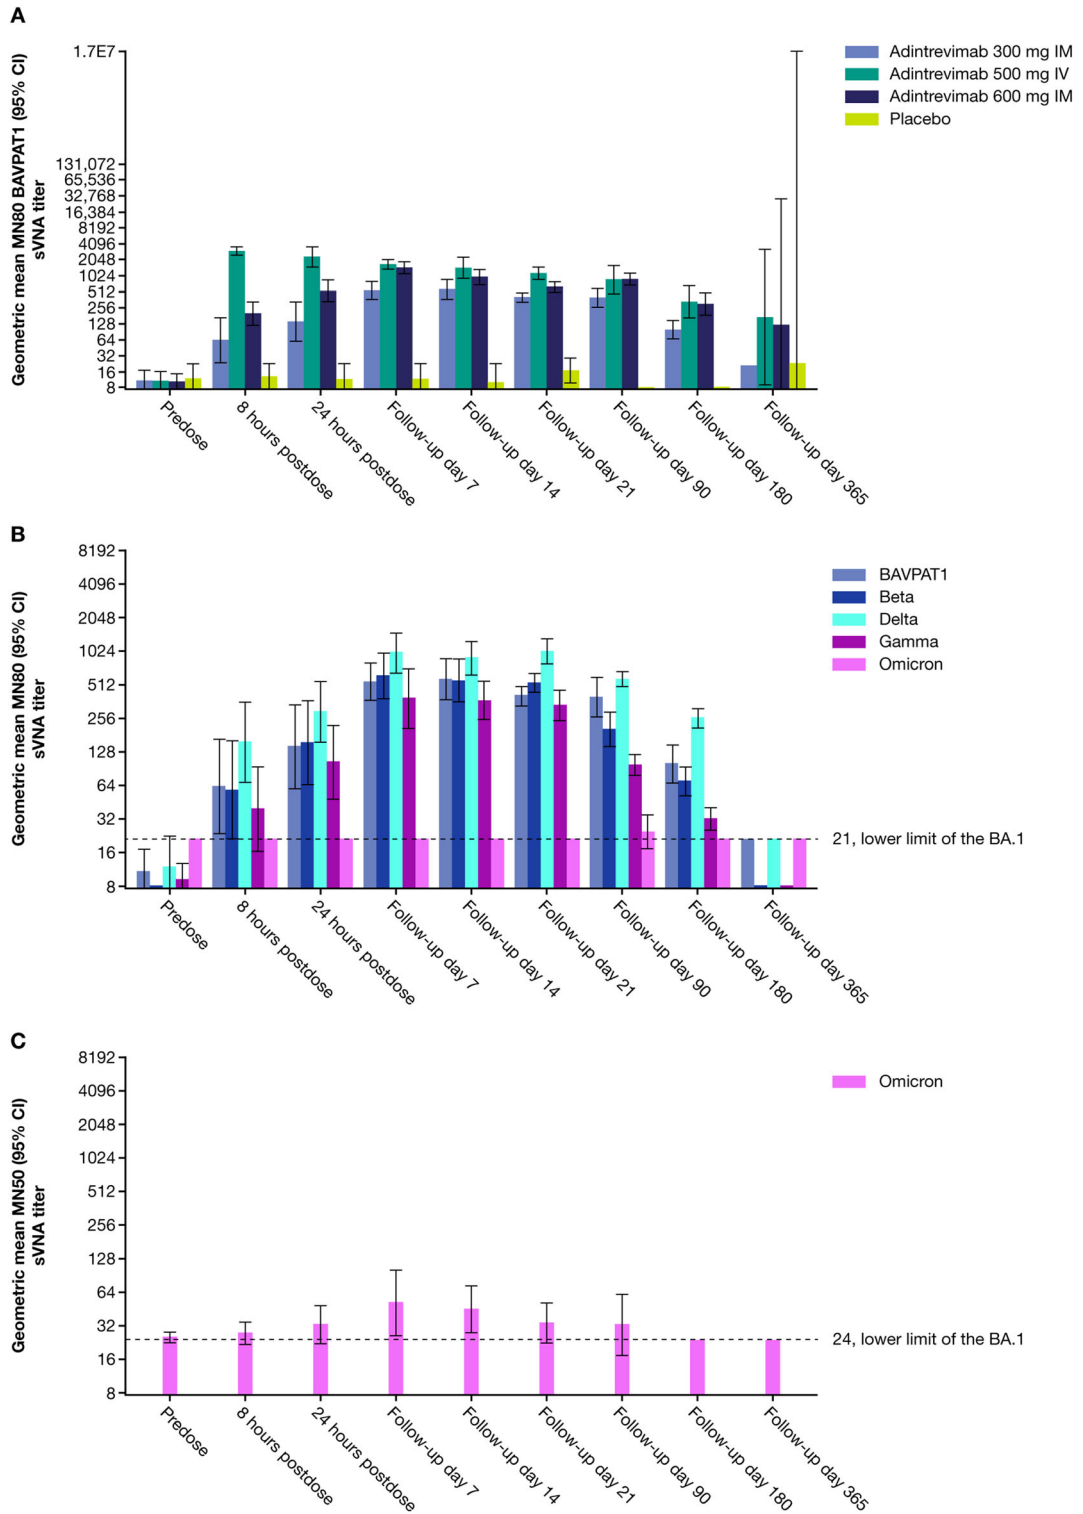 A
Geometric mean MN80 BAVPAT1 (95% CI)
sVNA titer
1.7E7
131,072
65,536
32,768
16,384
8192
4096
2048
1024
512
256
128
64
32
16
8
Predose
8 hours postdose
24 hours postdose
Follow-up day 7
Follow-up day 14
Follow-up day 21
Follow-up day 90
Follow-up day 180
Follow-up day 365
Adintrevimab 300 mg IM
Adintrevimab 500 mg IV
Adintrevimab 600 mg IM
Placebo
B
Geometric mean MN80 (95% CI)
sVNA titer
8192
4096
2048
1024
512
256
128
64
32
16
8
Predose
8 hours postdose
24 hours postdose
Follow-up day 7
Follow-up day 14
Follow-up day 21
Follow-up day 90
Follow-up day 180
Follow-up day 365
BAVPAT1
Beta
Delta
Gamma
Omicron
21, lower limit of the BA.1
C
Geometric mean MN50 (95% CI)
sVNA titer
8192
4096
2048
1024
512
256
128
64
32
16
8
Predose
8 hours postdose
24 hours postdose
Follow-up day 7
Follow-up day 14
Follow-up day 21
Follow-up day 90
Follow-up day 180
Follow-up day 365
Omicron
24, lower limit of the BA.1